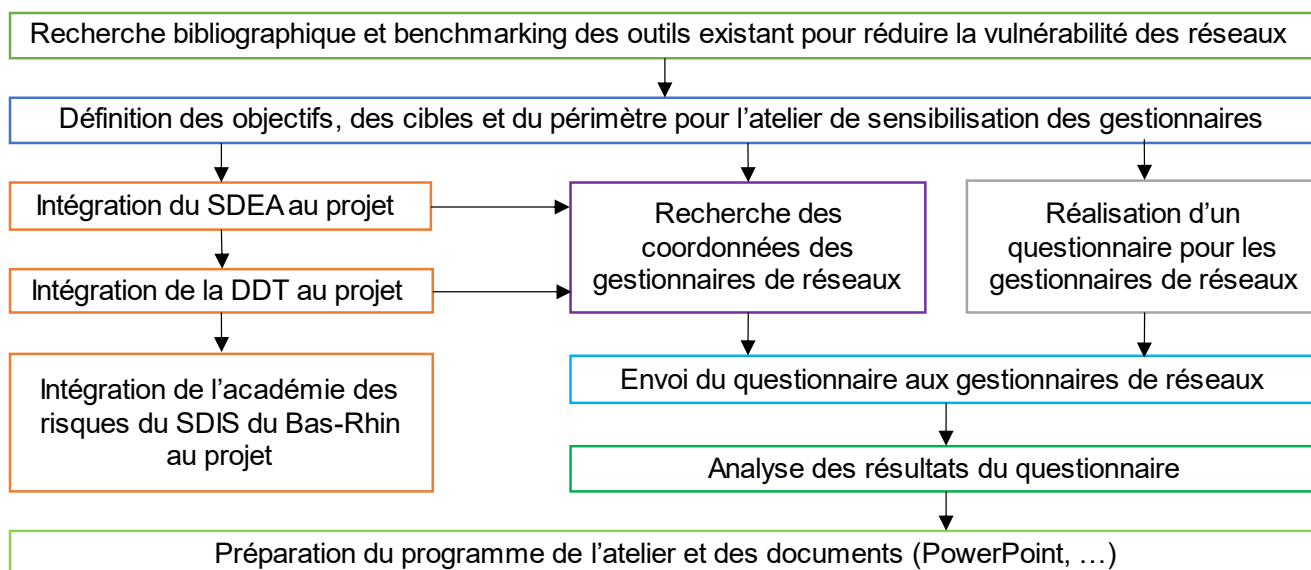 Recherche bibliographique et benchmarking des outils existant pour réduire la vulnérabilité des réseaux
Définition des objectifs, des cibles et du périmètre pour l’atelier de sensibilisation des gestionnaires
Intégration du SDEA au projet
Intégration de la DDT au projet
Intégration de l’académie des
risques du SDIS du Bas-Rhin
au projet
Recherche des
coordonnées des
gestionnaires de réseaux
Réalisation d’un
questionnaire pour les
gestionnaires de réseaux
Envoi du questionnaire aux gestionnaires de réseaux
Analyse des résultats du questionnaire
Préparation du programme de l’atelier et des documents (PowerPoint, …)